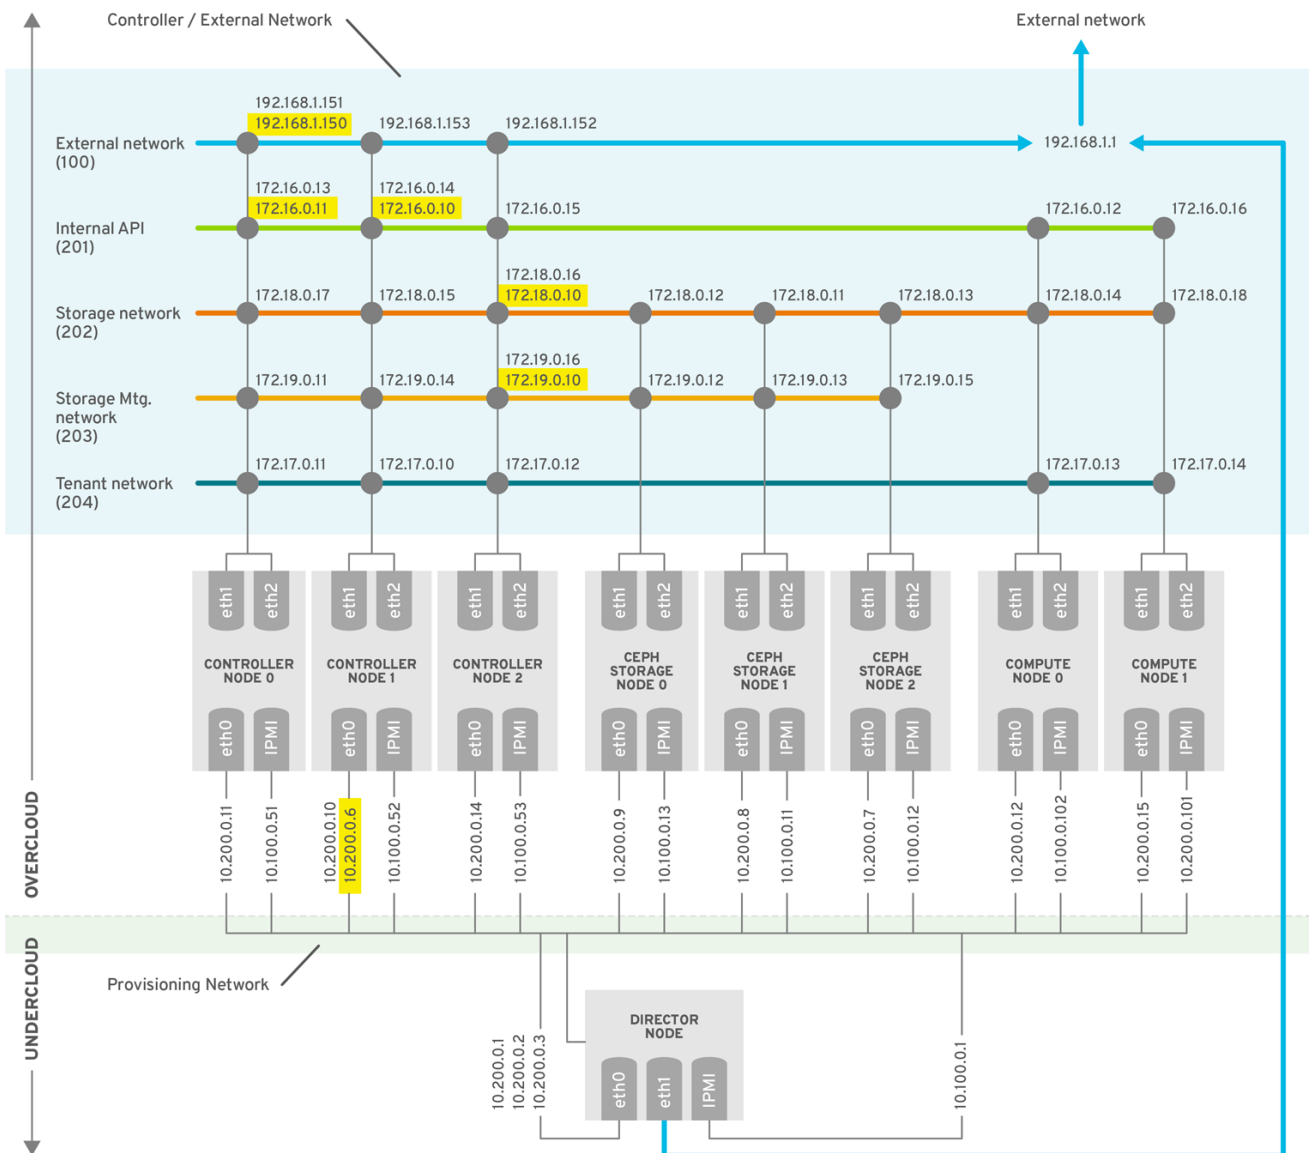 Controller / External Network
External network
192.168.1.151
192.168.1.150
192.168.1.153
192.168.1.152
External network
(100)
192.168.1.1
172.16.0.13
172.16.0.11
172.16.0.14
172.16.0.10
172.16.0.15
172.16.0.12
172.16.0.16
Internal API
(201)
172.18.0.17
172.18.0.15
172.18.0.16
172.18.0.10
172.18.0.12
172.18.0.11
172.18.0.13
172.18.0.14
172.18.0.18
Storage network
(202)
172.19.0.11
172.19.0.14
172.19.0.16
172.19.0.10
172.19.0.12
172.19.0.13
172.19.0.15
Storage Mtg.
network
(203)
172.17.0.11
172.17.0.10
172.17.0.12
172.17.0.13
172.17.0.14
Tenant network
(204)
eth1
eth2
CONTROLLER
NODE 0
eth0
IPMI
eth1
eth2
CONTROLLER
NODE 1
eth0
IPMI
eth1
eth2
CONTROLLER
NODE 2
eth0
IPMI
eth1
eth2
CEPH
STORAGE
NODE 0
eth0
IPMI
eth1
eth2
CEPH
STORAGE
NODE 1
eth0
IPMI
eth1
eth2
CEPH
STORAGE
NODE 2
eth0
IPMI
eth1
eth2
COMPUTE
NODE 0
eth0
IPMI
eth1
eth2
COMPUTE
NODE 1
eth0
IPMI
10.200.0.11
10.100.0.51
10.200.0.10
10.200.0.6
10.100.0.52
10.200.0.14
10.100.0.53
10.200.0.9
10.100.0.13
10.200.0.8
10.100.0.11
10.200.0.7
10.100.0.12
10.200.0.12
10.100.0.102
10.200.0.15
10.200.0.101
OVERCLOUD
UNDERCLOUD
Provisioning Network
10.200.0.1
10.200.0.2
10.200.0.3
DIRECTOR
NODE
eth0
eth1
IPMI
10.100.0.1